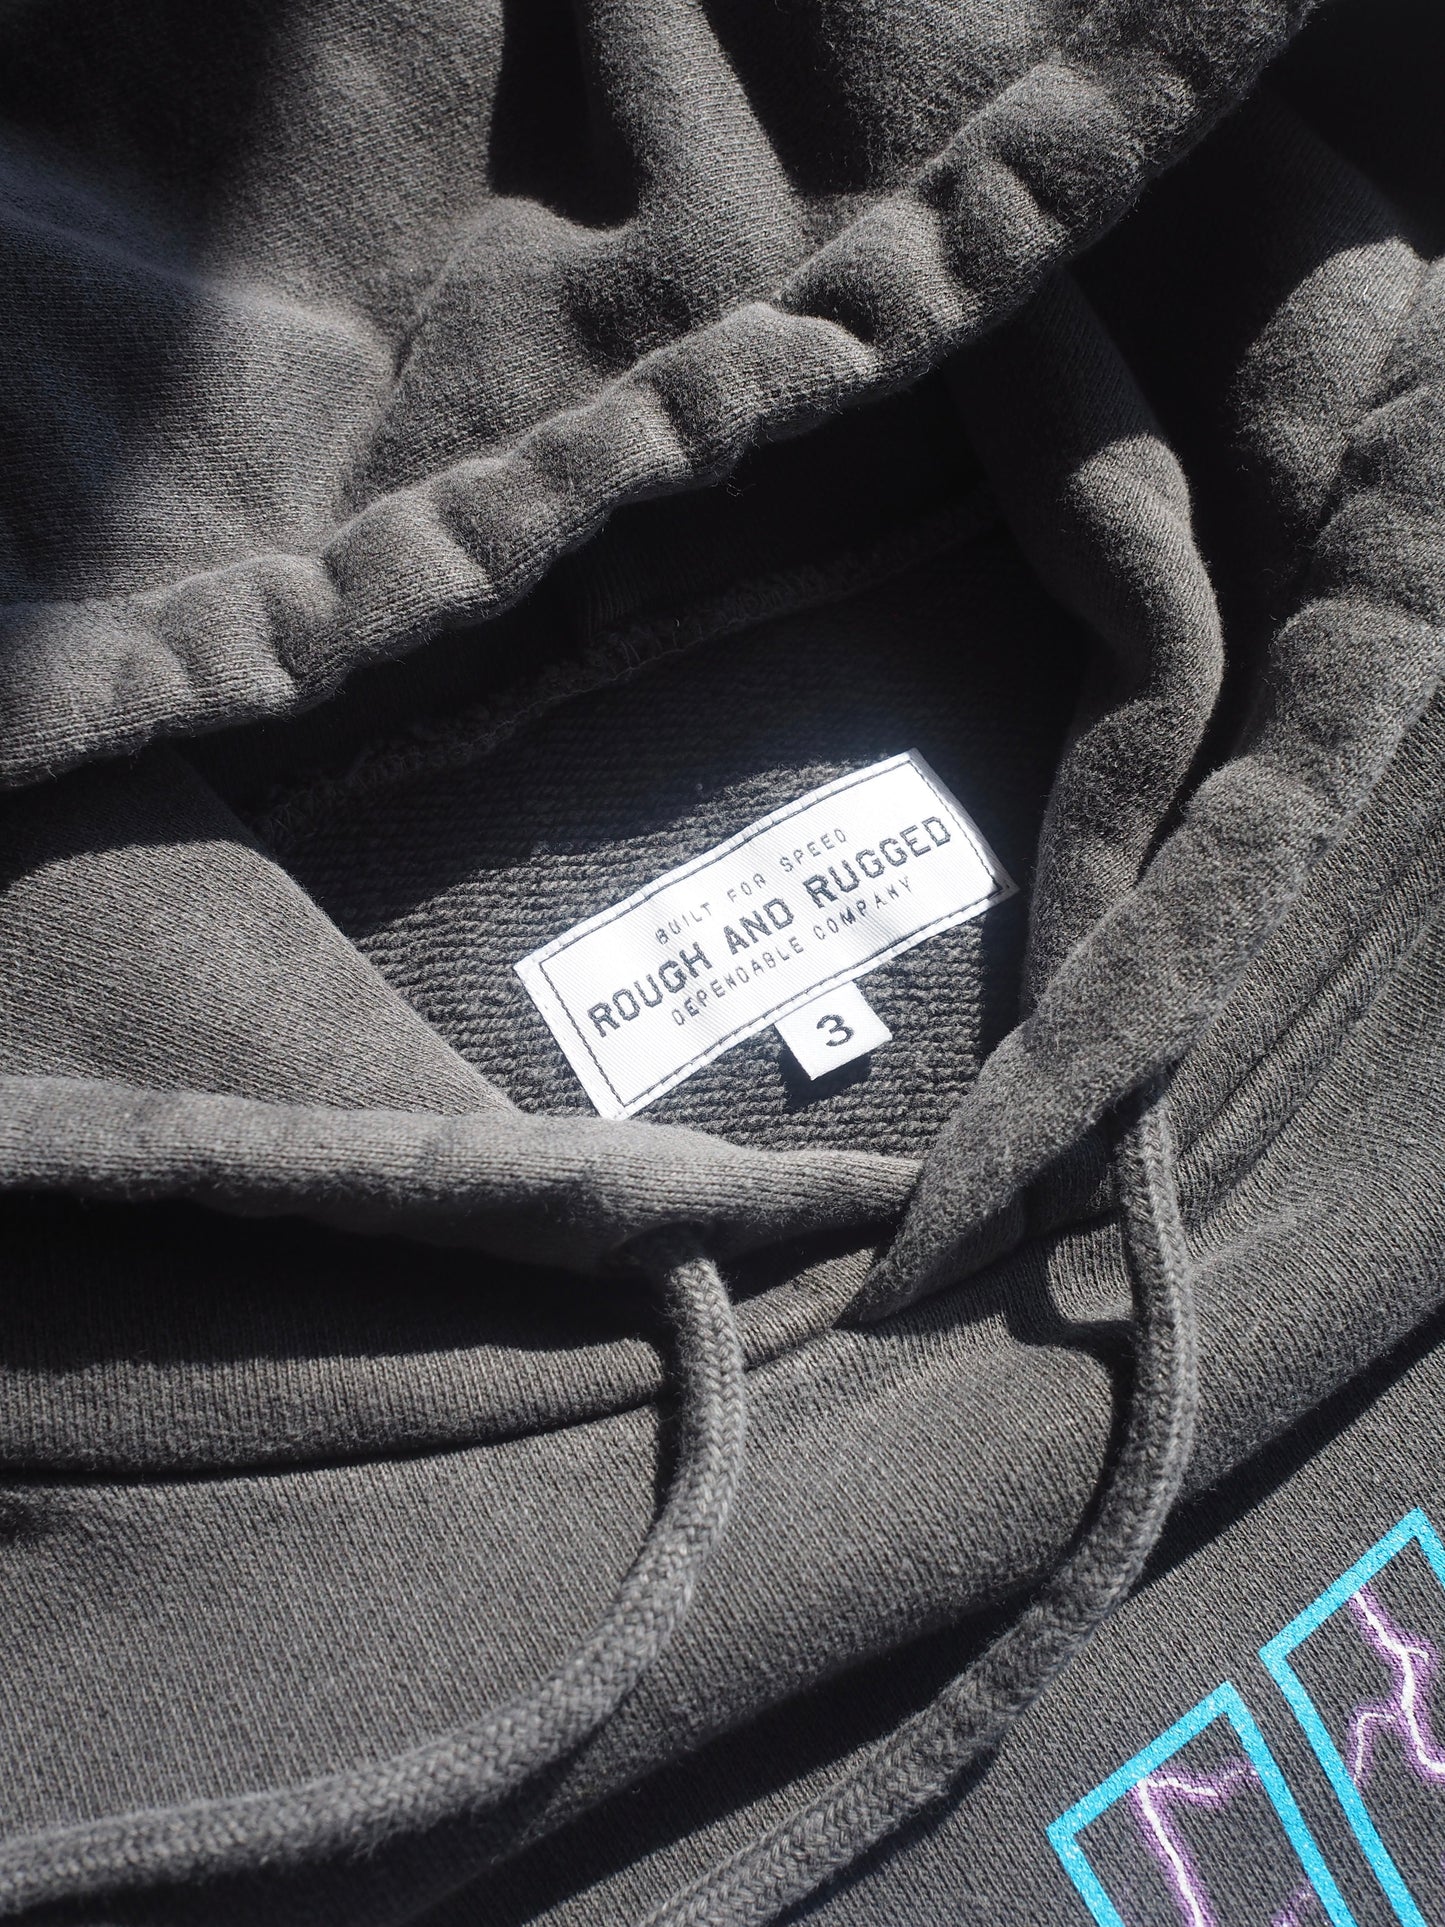 BUILT FOR SPEED
ROUGH AND RUGGED
DEPENDABLE COMPANY
3